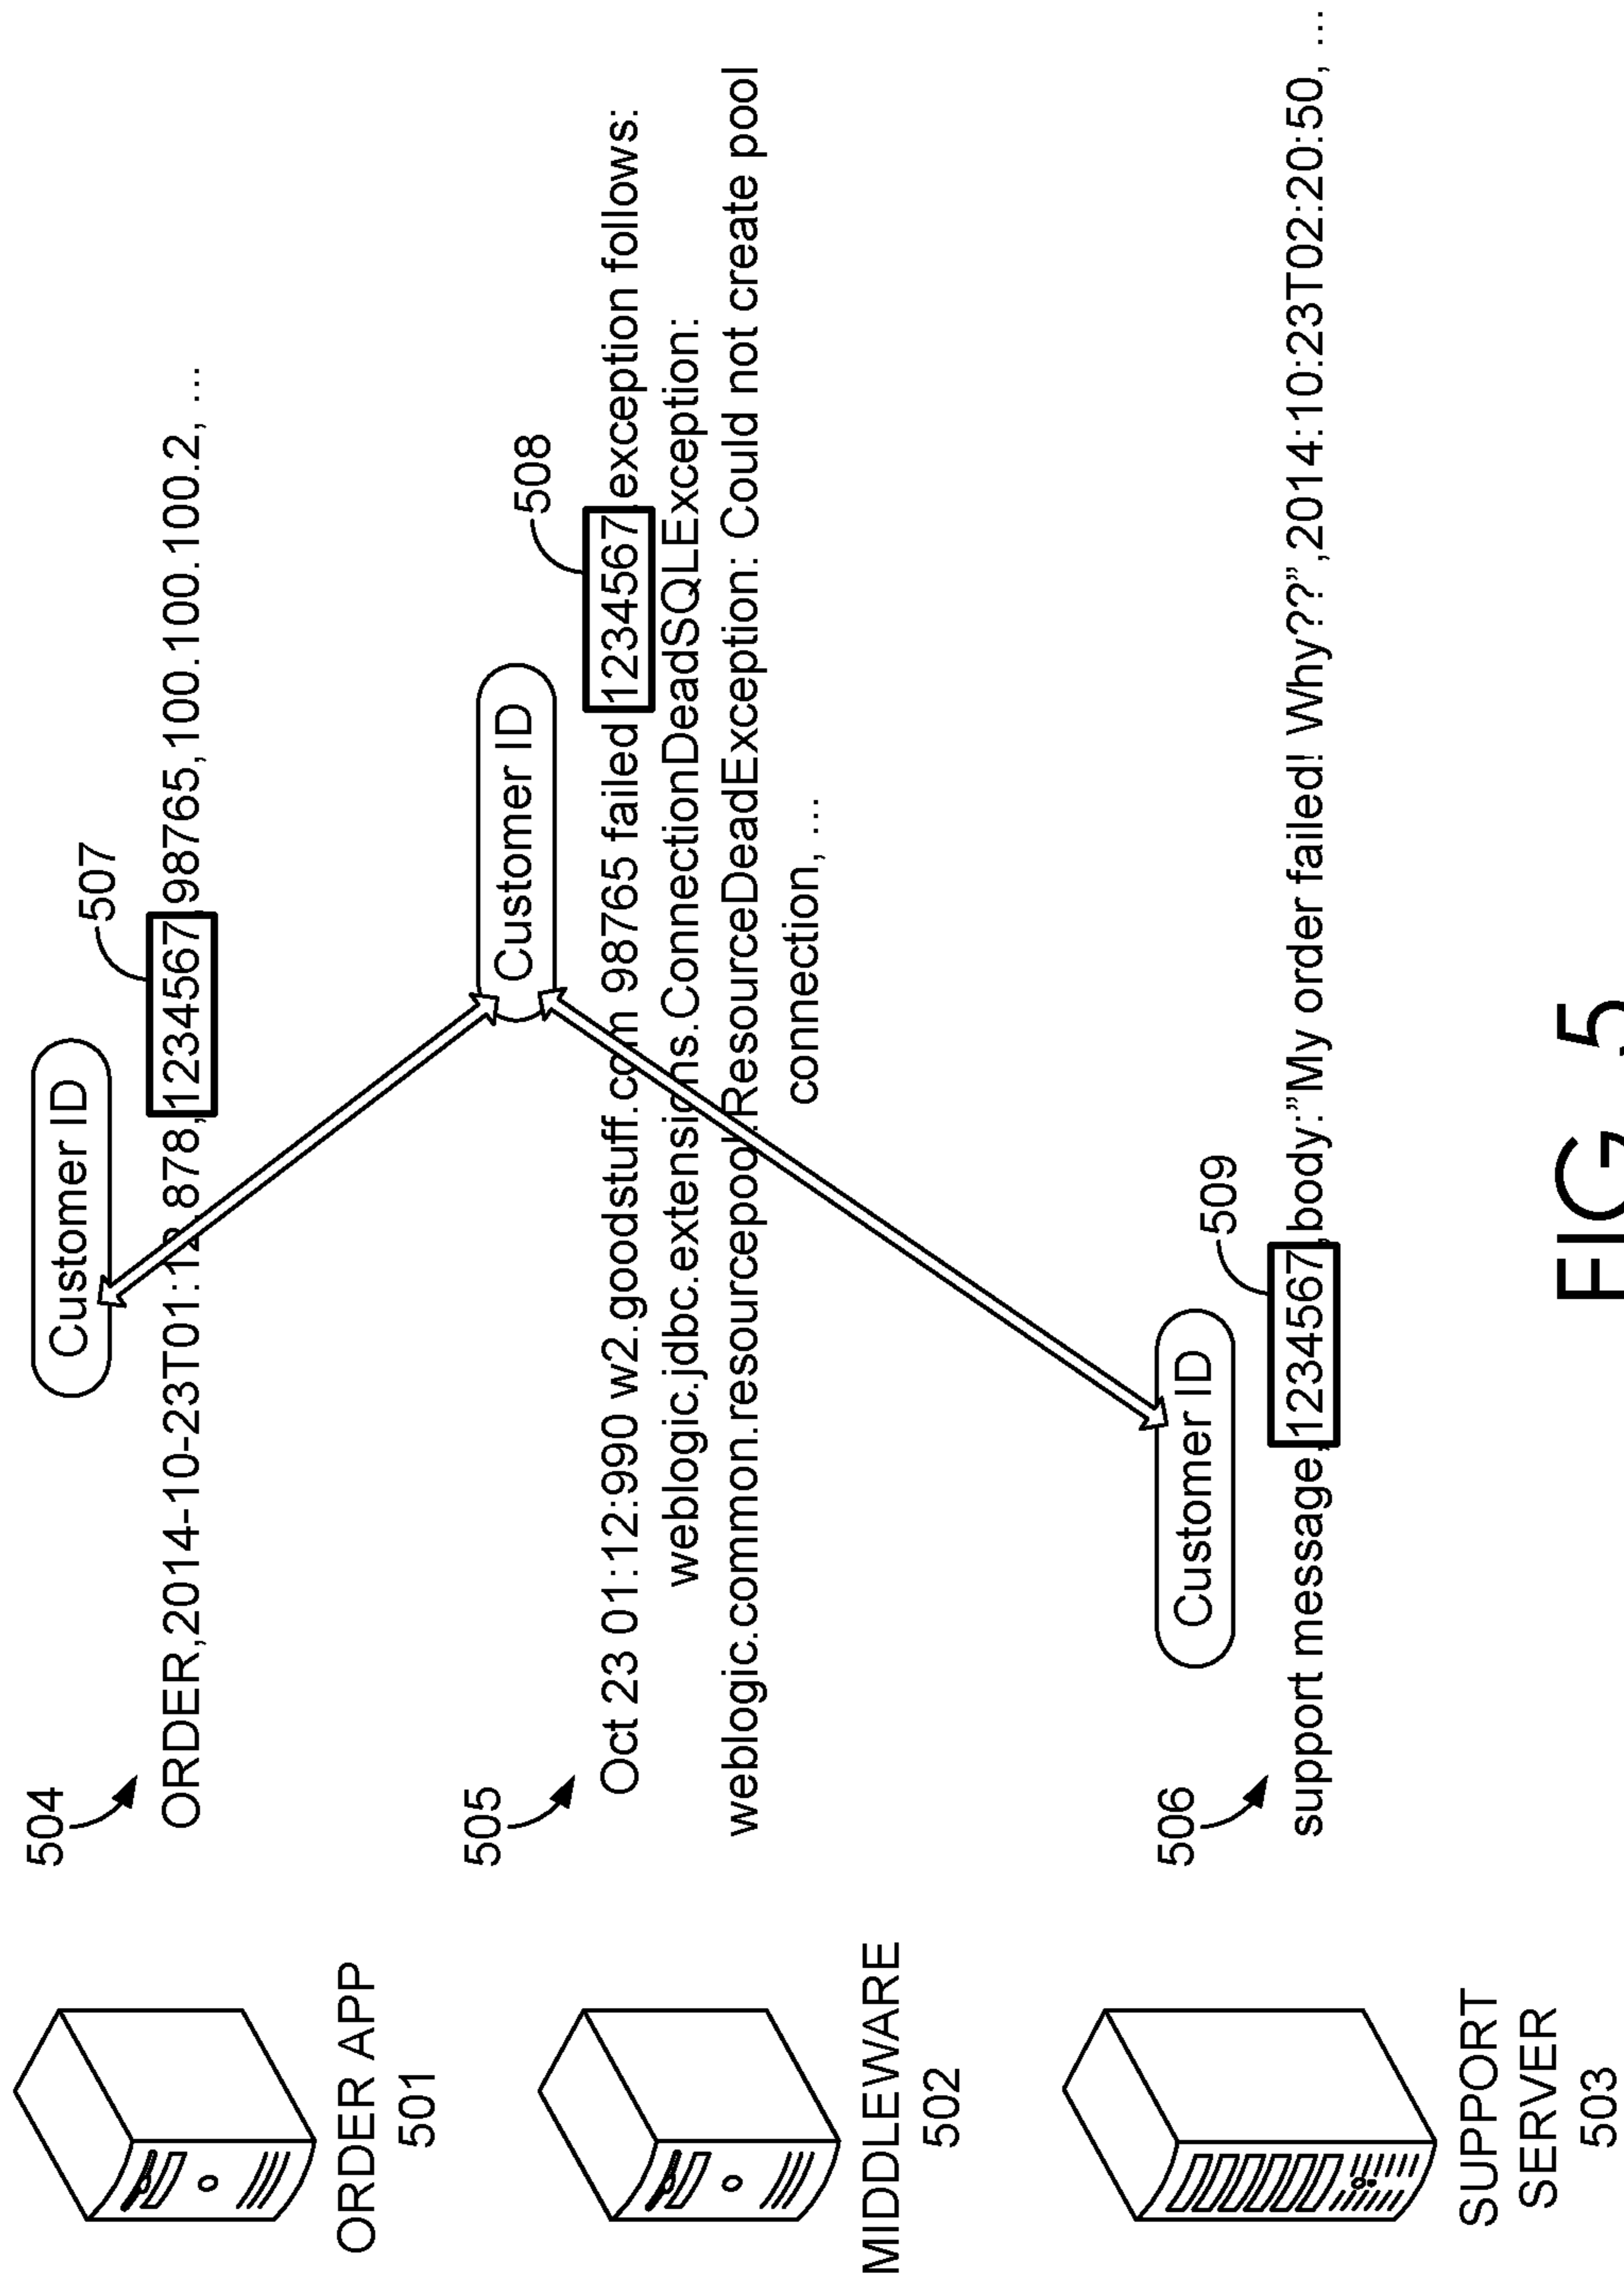 504
Customer ID
507
ORDER,2014-10-23T01:12.878,1234567,98765,100.100.100.2, ...
ORDER APP
501
505
Customer ID
508
Oct 23 01:12:990 w2.goodstuff.com 98765 failed 1234567 exception follows:
weblogic.jdbc.extensions.ConnectionDeadSQLException:
weblogic.common.resourcepool.ResourceDeadException: Could not create pool
connection, ...
MIDDLEWARE
502
506
Customer ID
509
support message,1234567,body:”My order failed! Why??”,2014:10:23T02:20:50, ...
SUPPORT
SERVER
503
FIG. 5